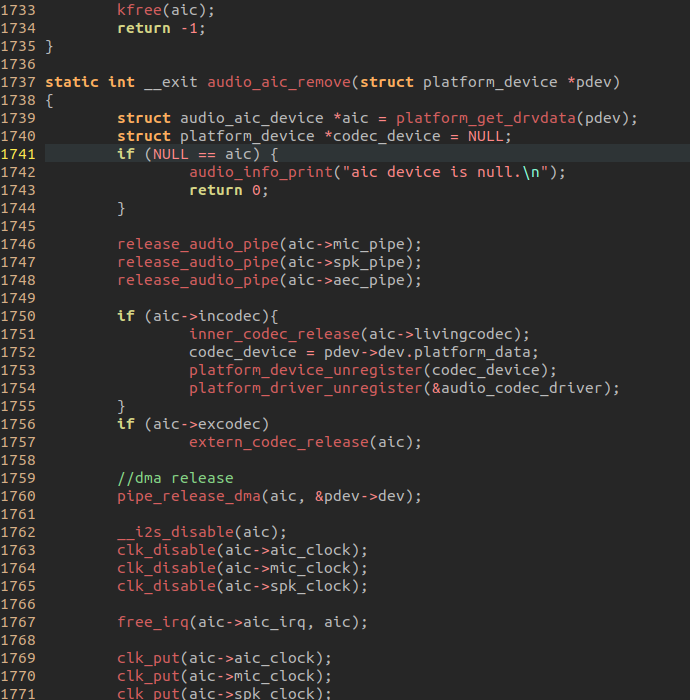 1733         kfree(aic);
1734         return -1;
1735 }
1736
1737 static int __exit audio_aic_remove(struct platform_device *pdev)
1738 {
1739         struct audio_aic_device *aic = platform_get_drvdata(pdev);
1740         struct platform_device *codec_device = NULL;
1741         if (NULL == aic) {
1742                 audio_info_print("aic device is null.\n");
1743                 return 0;
1744         }
1745
1746         release_audio_pipe(aic->mic_pipe);
1747         release_audio_pipe(aic->spk_pipe);
1748         release_audio_pipe(aic->aec_pipe);
1749
1750         if (aic->incodec){
1751                 inner_codec_release(aic->livingcodec);
1752                 codec_device = pdev->dev.platform_data;
1753                 platform_device_unregister(codec_device);
1754                 platform_driver_unregister(&audio_codec_driver);
1755         }
1756         if (aic->excodec)
1757                 extern_codec_release(aic);
1758
1759         //dma release
1760         pipe_release_dma(aic, &pdev->dev);
1761
1762         __i2s_disable(aic);
1763         clk_disable(aic->aic_clock);
1764         clk_disable(aic->mic_clock);
1765         clk_disable(aic->spk_clock);
1766
1767         free_irq(aic->aic_irq, aic);
1768
1769         clk_put(aic->aic_clock);
1770         clk_put(aic->mic_clock);
1771         clk_put(aic->spk_clock);